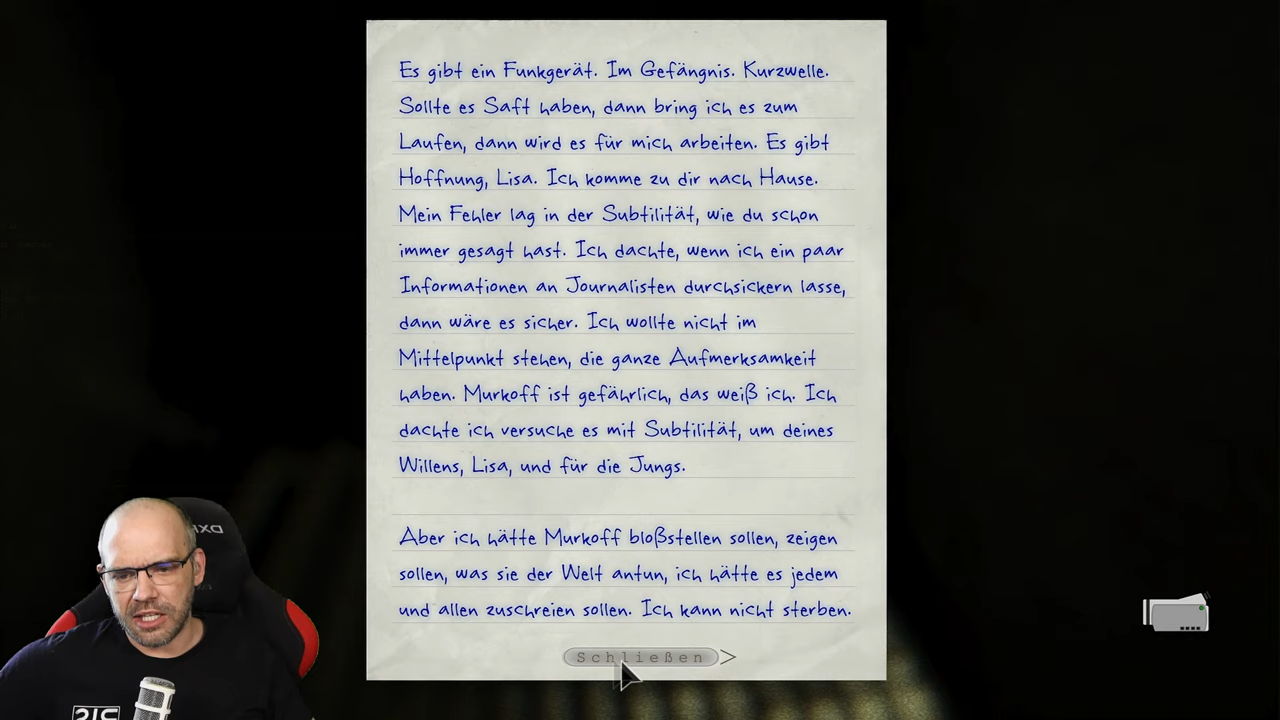 Es gibt ein Funkgerät. Im Gefängnis. Kurzwelle.
Sollte es Saft haben, dann bring ich es zum
Laufen, dann wird es für mich arbeiten. Es gibt
Hoffnung, Lisa. Ich komme zu dir nach Hause.
Mein Fehler lag in der Subtilität, wie du schon
immer gesagt hast. Ich dachte, wenn ich ein paar
Informationen an Journalisten durchsickern lasse,
dann wäre es sicher. Ich wollte nicht im
Mittelpunkt stehen, die ganze Aufmerksamkeit
haben. Murkoff ist gefährlich, das weiß ich. Ich
dachte ich versuche es mit Subtilität, um deines
Willens, Lisa, und für die Jungs.
Aber ich hätte Murkoff bloßstellen sollen, zeigen
sollen, was sie der Welt antun, ich hätte es jedem
und allen zuschreien sollen. Ich kann nicht sterben.
Schließen >